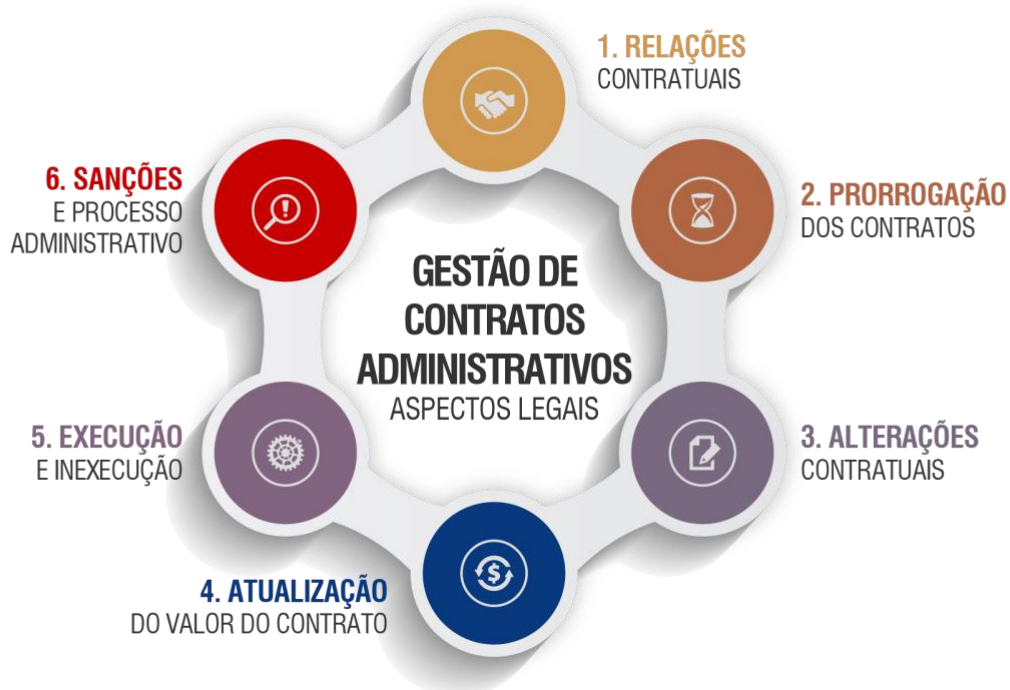 1. RELAÇÕES
CONTRATUAIS
2. PRORROGAÇÃO
DOS CONTRATOS
3. ALTERAÇÕES
CONTRATUAIS
4. ATUALIZAÇÃO
DO VALOR DO CONTRATO
5. EXECUÇÃO
E INEXECUÇÃO
6. SANÇÕES
E PROCESSO
ADMINISTRATIVO
GESTÃO DE
CONTRATOS
ADMINISTRATIVOS
ASPECTOS LEGAIS